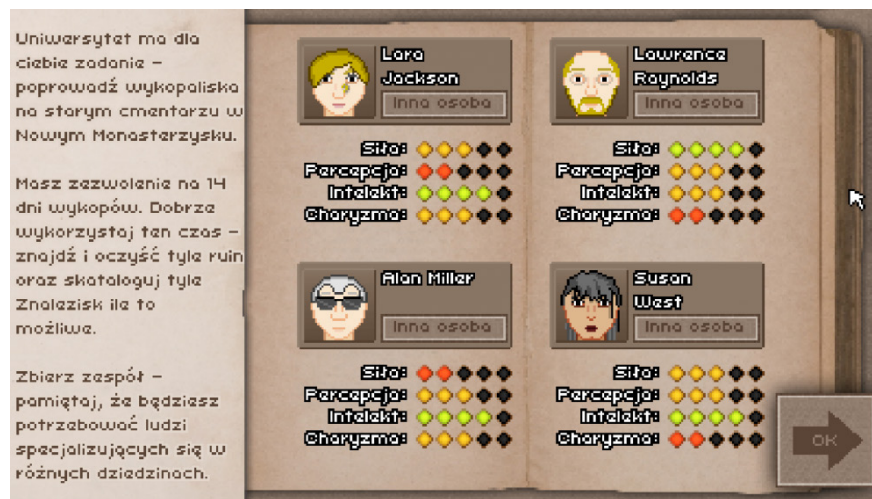 Uniwersytet ma dla
ciebie zadanie –
poprowadź wykopaliska
na starym cmentarzu w
Nowym Monasterzysku.
Masz zezwolenie na 14
dni wykopów. Dobrze
wykorzystaj ten czas –
znajdź i oczyść tyle ruin
oraz skataloguj tyle
Znalezisk ile to
możliwe.
Zbierz zespół –
pamiętaj, że będziesz
potrzebować ludzi
specjalizujących się w
różnych dziedzinach.
Lara
Jackson
Inna osoba
Siła:
Percepcja:
Intelekt:
Charyzma:
Lawrence
Raynolds
Inna osoba
Siła:
Percepcja:
Intelekt:
Charyzma:
Alan Miller
Inna osoba
Siła:
Percepcja:
Intelekt:
Charyzma:
Susan
West
Inna osoba
Siła:
Percepcja:
Intelekt:
Charyzma:
OK